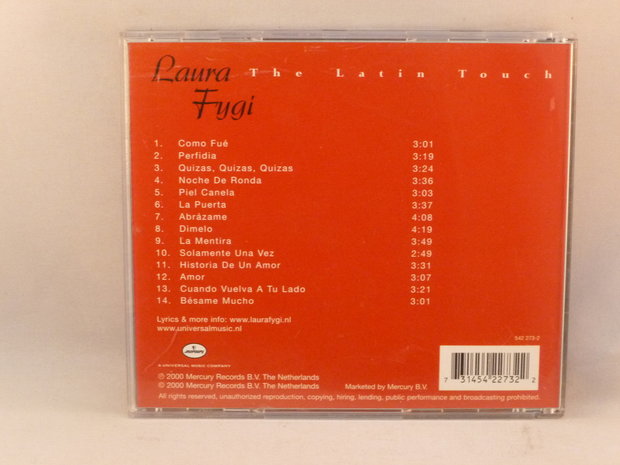 Laura The Latin Touch
Fygi
1. Como Fué 3:01
2. Perfidia 3:19
3. Quizas, Quizas, Quizas 3:24
4. Noche De Ronda 3:36
5. Piel Canela 3:03
6. La Puerta 3:37
7. Abrázame 4:08
8. Dimelo 4:19
9. La Mentira 3:49
10. Solamente Una Vez 2:49
11. Historia De Un Amor 3:31
12. Amor 3:07
13. Cuando Vuelva A Tu Lado 3:21
14. Bésame Mucho 3:01
Lyrics & more info: www.laurafygi.nl
www.universalmusic.nl
542 273-2
mercury
A UNIVERSAL MUSIC COMPANY
7 31454 22732 2
℗ 2000 Mercury Records B.V. The Netherlands
© 2000 Mercury Records B.V. The Netherlands Marketed by Mercury B.V.
All rights reserved, unauthorized reproduction, copying, hiring, lending, public performance and broadcasting prohibited.